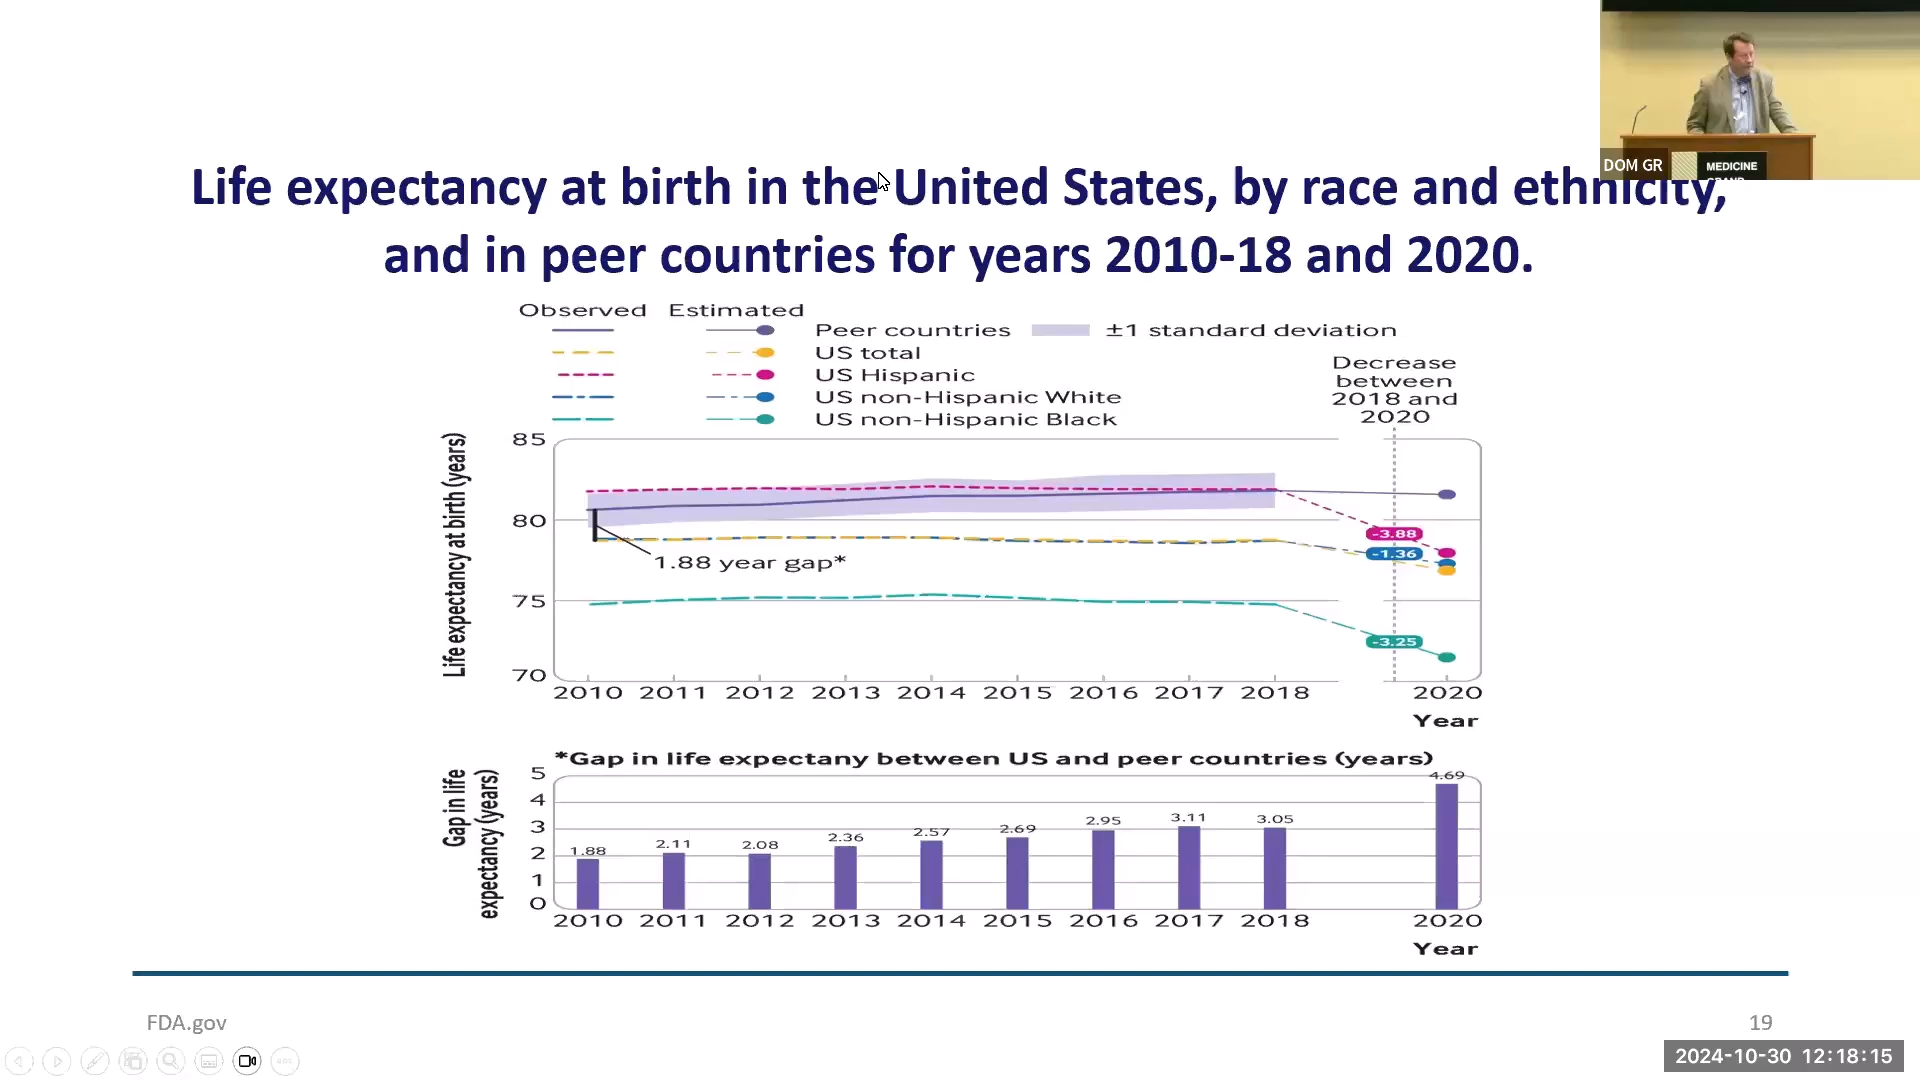 DOM GR
MEDICINE
Life expectancy at birth in the United States, by race and ethnicity,
and in peer countries for years 2010-18 and 2020.
Observed Estimated
Peer countries ±1 standard deviation
US total
US Hispanic
US non-Hispanic White
US non-Hispanic Black
Decrease
between
2018 and
2020
Life expectancy at birth (years)
85
80
75
70
1.88 year gap*
-3.88
-1.36
-3.25
2010 2011 2012 2013 2014 2015 2016 2017 2018 2020
Year
*Gap in life expectany between US and peer countries (years)
Gap in life
expectancy (years)
5
4
3
2
1
0
1.88 2.11 2.08 2.36 2.57 2.69 2.95 3.11 3.05 4.69
2010 2011 2012 2013 2014 2015 2016 2017 2018 2020
Year
FDA.gov
19
2024-10-30 12:18:15